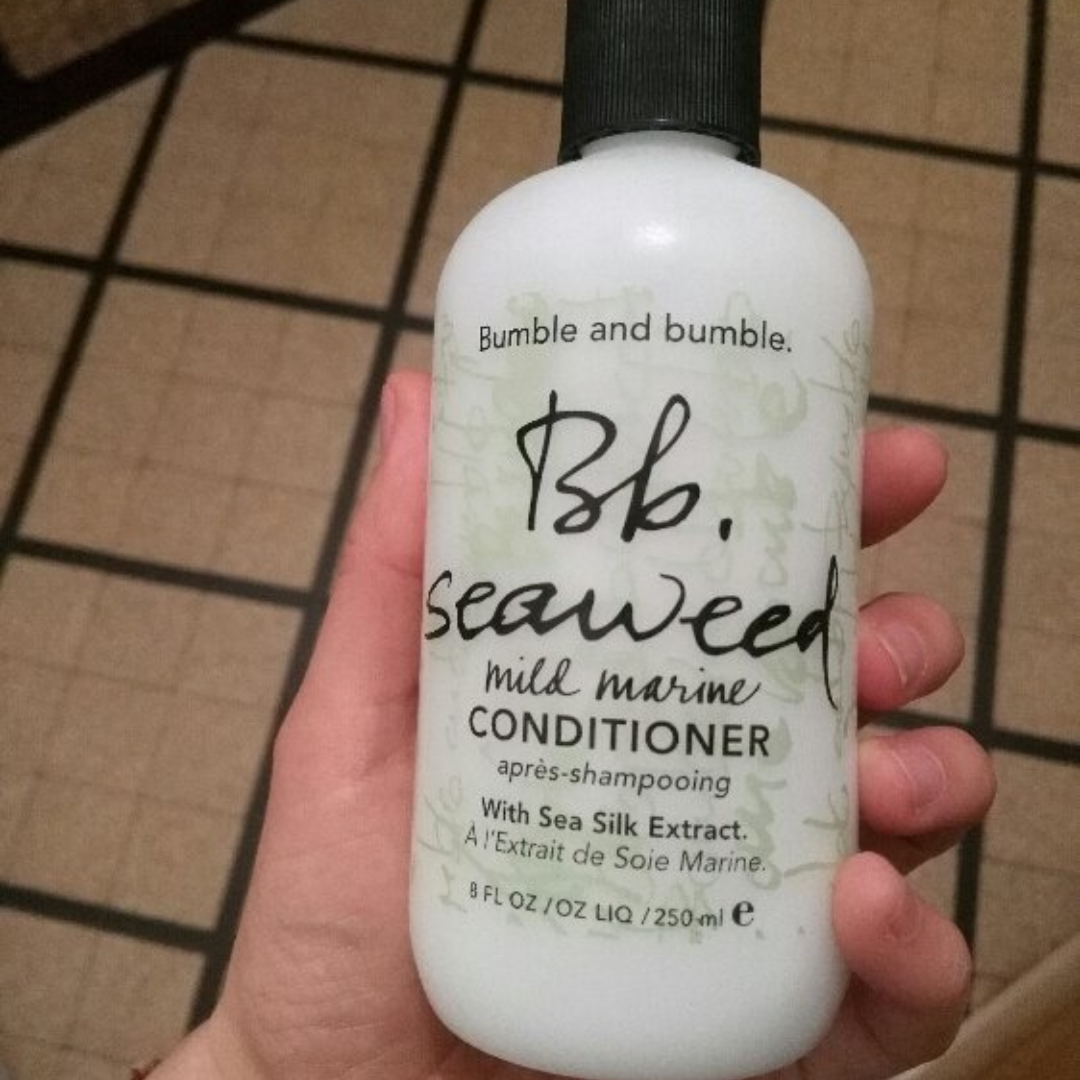 Bumble and bumble.
Bb.
seaweed
mild marine
CONDITIONER
après-shampooing
With Sea Silk Extract.
À l'Extrait de Soie Marine.
8 FL OZ / OZ LIQ / 250 ml e